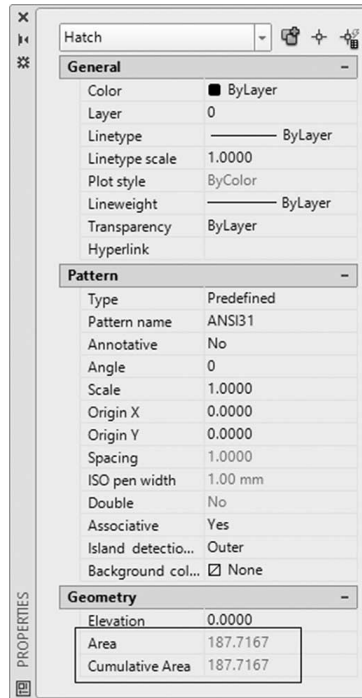 Hatch
General
Color ByLayer
Layer 0
Linetype ByLayer
Linetype scale 1.0000
Plot style ByColor
Lineweight ByLayer
Transparency ByLayer
Hyperlink
Pattern
Type Predefined
Pattern name ANSI31
Annotative No
Angle 0
Scale 1.0000
Origin X 0.0000
Origin Y 0.0000
Spacing 1.0000
ISO pen width 1.00 mm
Double No
Associative Yes
Island detectio... Outer
Background col... None
Geometry
Elevation 0.0000
Area 187.7167
Cumulative Area 187.7167
PROPERTIES